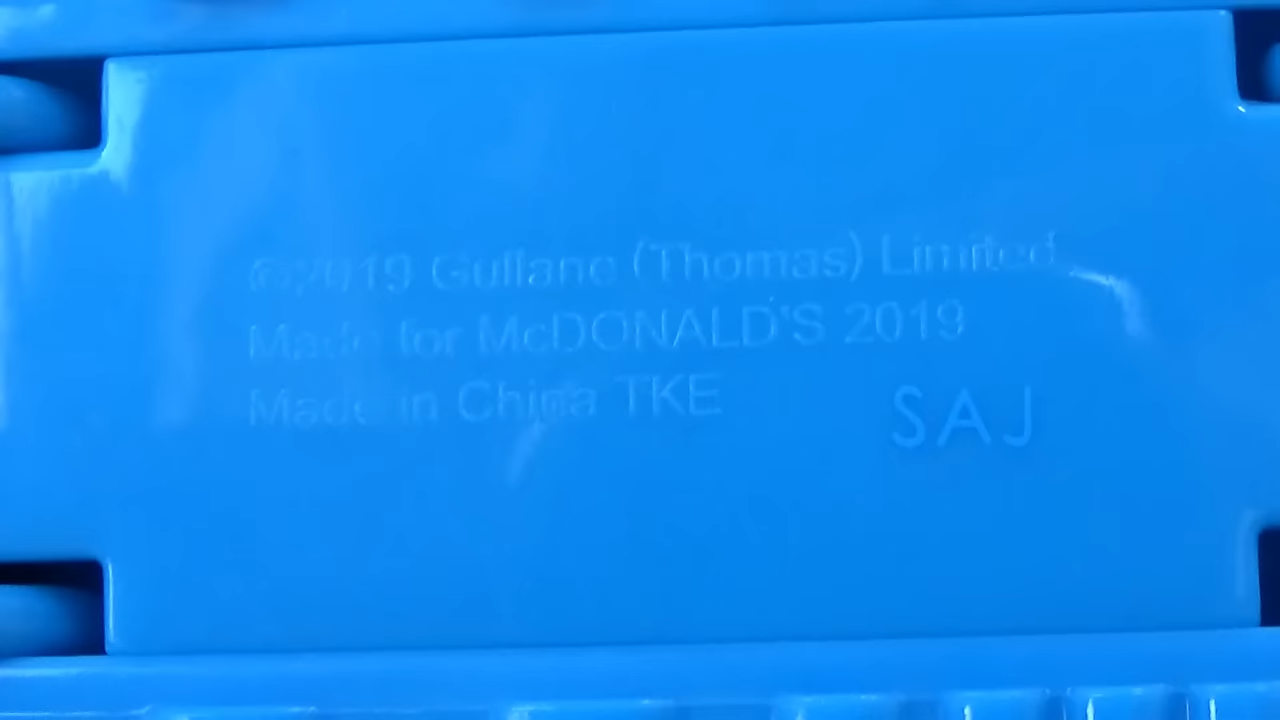 ©2019 Gullane (Thomas) Limited
Made for McDONALD'S 2019
Made in China TKE
SAJ